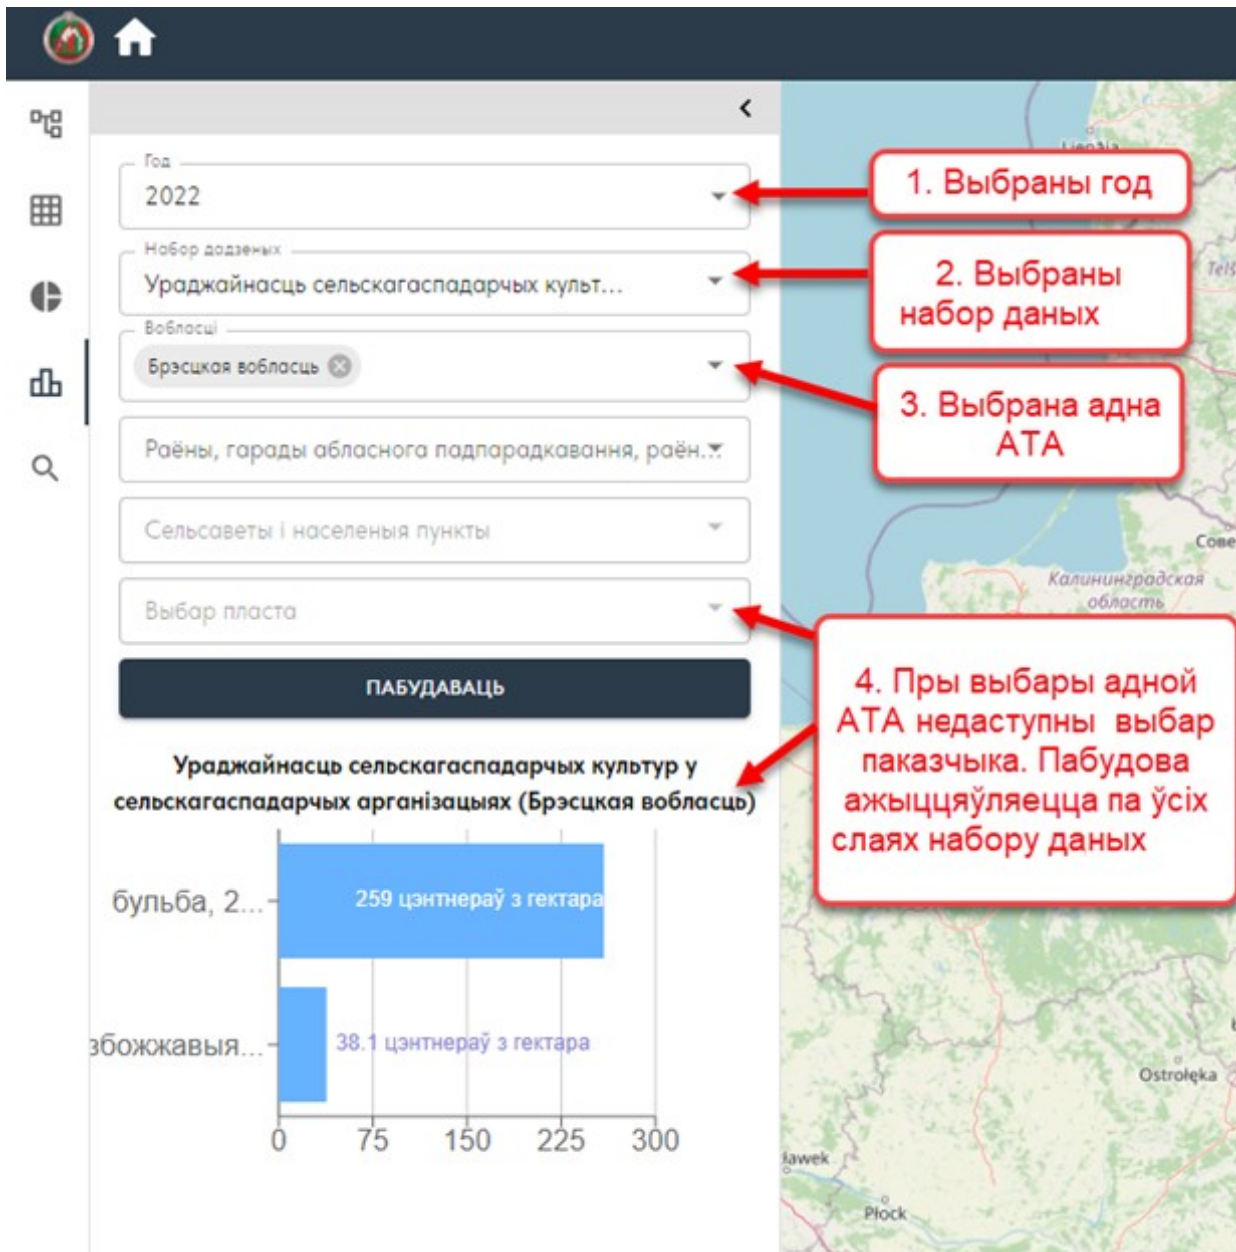 Год
2022
Набор дадзеных
Ураджайнасць сельскагаспадарчых культ...
Вобласці
Брэсцкая вобласць
Раёны, гарады абласнога падпарадкавання, раён...
Сельсаветы і населеныя пункты
Выбар пласта
ПАБУДАВАЦЬ
Ураджайнасць сельскагаспадарчых культур у
сельскагаспадарчых арганізацыях (Брэсцкая вобласць)
бульба, 2...
259 цэнтнераў з гектара
збожжавыя...
38.1 цэнтнераў з гектара
0 75 150 225 300
1. Выбраны год
2. Выбраны
набор даных
3. Выбрана адна
АТА
4. Пры выбары адной
АТА недаступны выбар
паказчыка. Пабудова
ажыццяўляецца па ўсіх
слаях набору даных
Калининградская
область
Сове
Ostrołęka
ławek
Płock